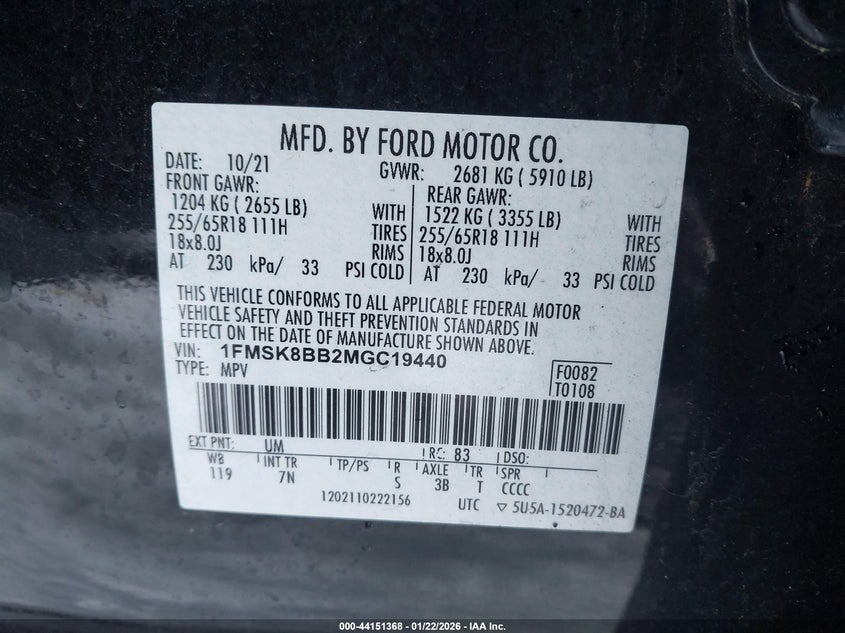 MFD. BY FORD MOTOR CO.
DATE: 10/21 GVWR: 2681 KG ( 5910 LB)
FRONT GAWR: REAR GAWR:
1204 KG ( 2655 LB) WITH 1522 KG ( 3355 LB) WITH
255/65R18 111H TIRES 255/65R18 111H TIRES
18x8.0J RIMS 18x8.0J RIMS
AT 230 kPa/ 33 PSI COLD AT 230 kPa/ 33 PSI COLD
THIS VEHICLE CONFORMS TO ALL APPLICABLE FEDERAL MOTOR
VEHICLE SAFETY AND THEFT PREVENTION STANDARDS IN
EFFECT ON THE DATE OF MANUFACTURE SHOWN ABOVE.
VIN: 1FMSK8BB2MGC19440
TYPE: MPV F0082
T0108
EXT PNT: UM RC: 83 DSO:
WB INT TR TP/PS R AXLE TR SPR
119 7N S 3B T CCCC
1202110222156 UTC ▽ 5U5A-1520472-BA
000-44151368 - 01/22/2026 - IAA Inc.